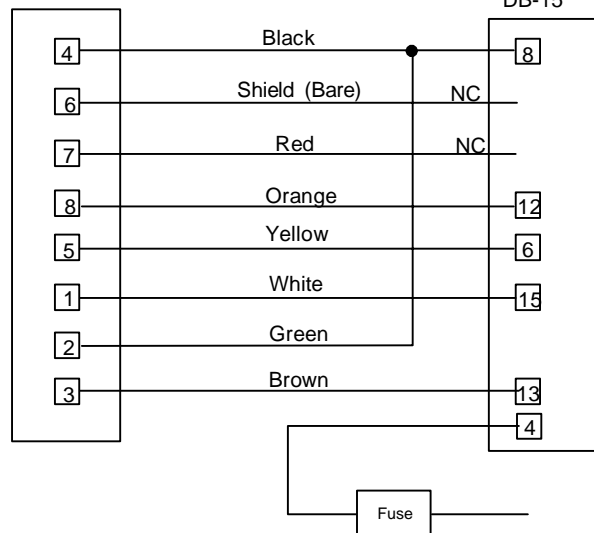 DB-15
4 Black 8
6 Shield (Bare) NC
7 Red NC
8 Orange 12
5 Yellow 6
1 White 15
2 Green
3 Brown 13
4
Fuse